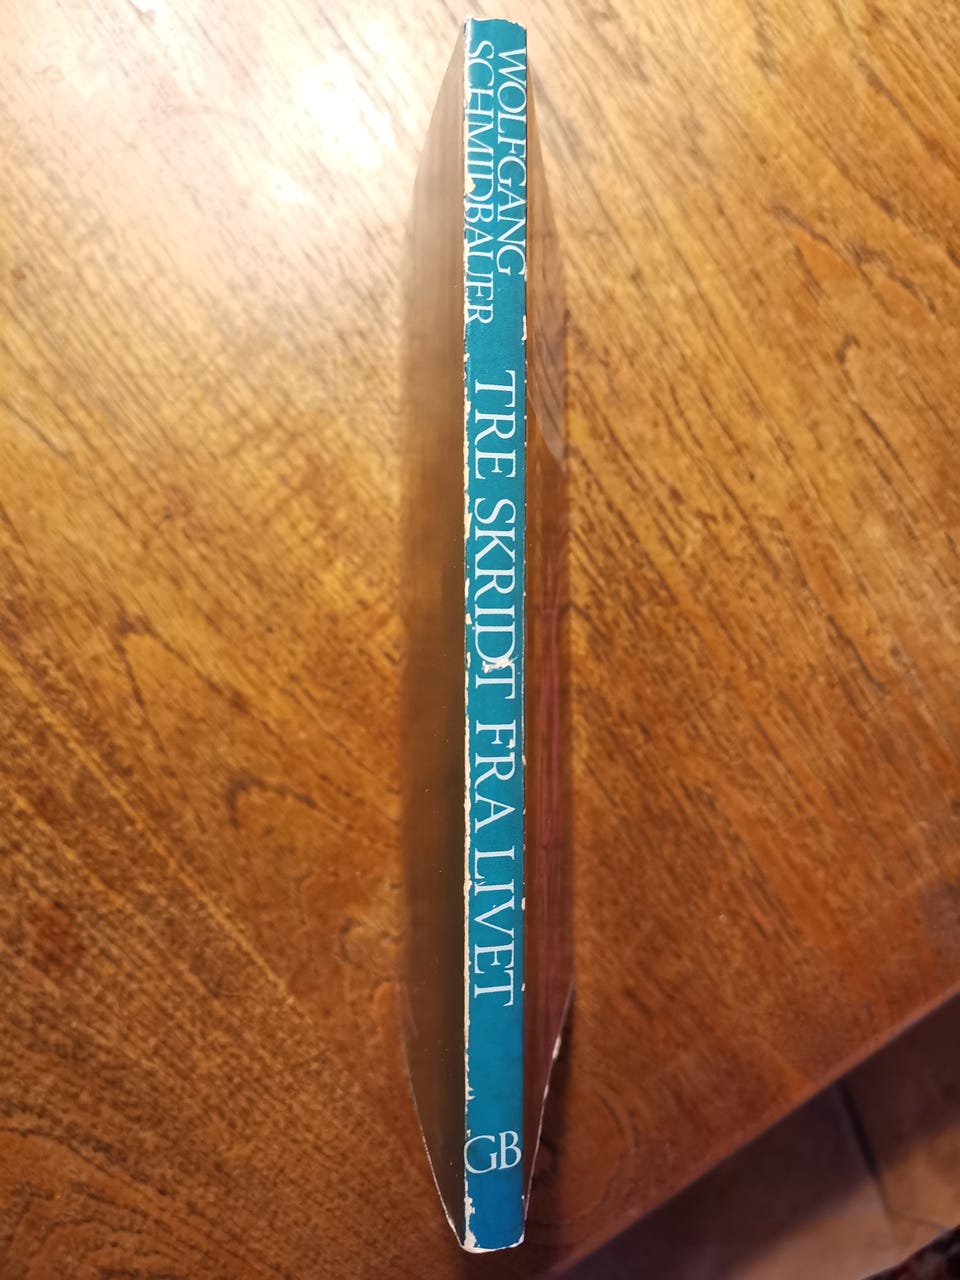 WOLFGANG
SCHMIDBAUER
TRE SKRIDT FRA LIVET
GB